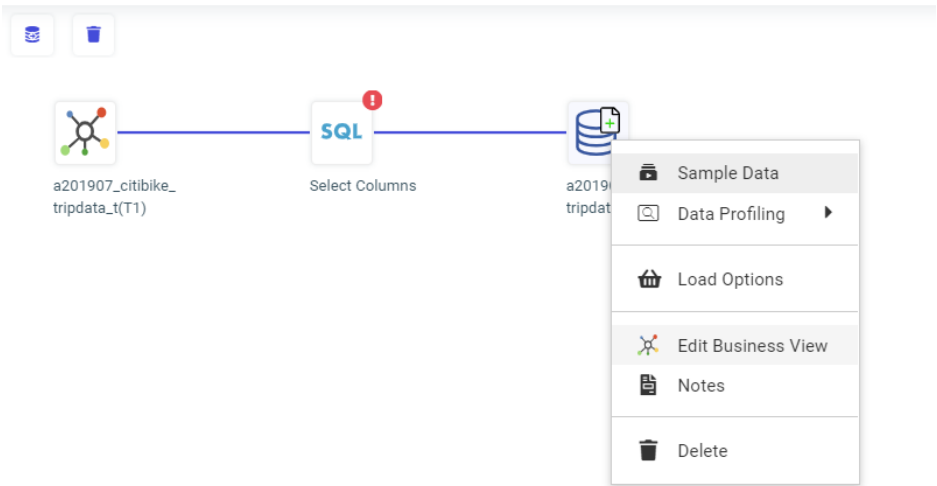 SQL
a201907_citibike_
tripdata_t(T1)
Select Columns
a2019
tripdat
Sample Data
Data Profiling
Load Options
Edit Business View
Notes
Delete